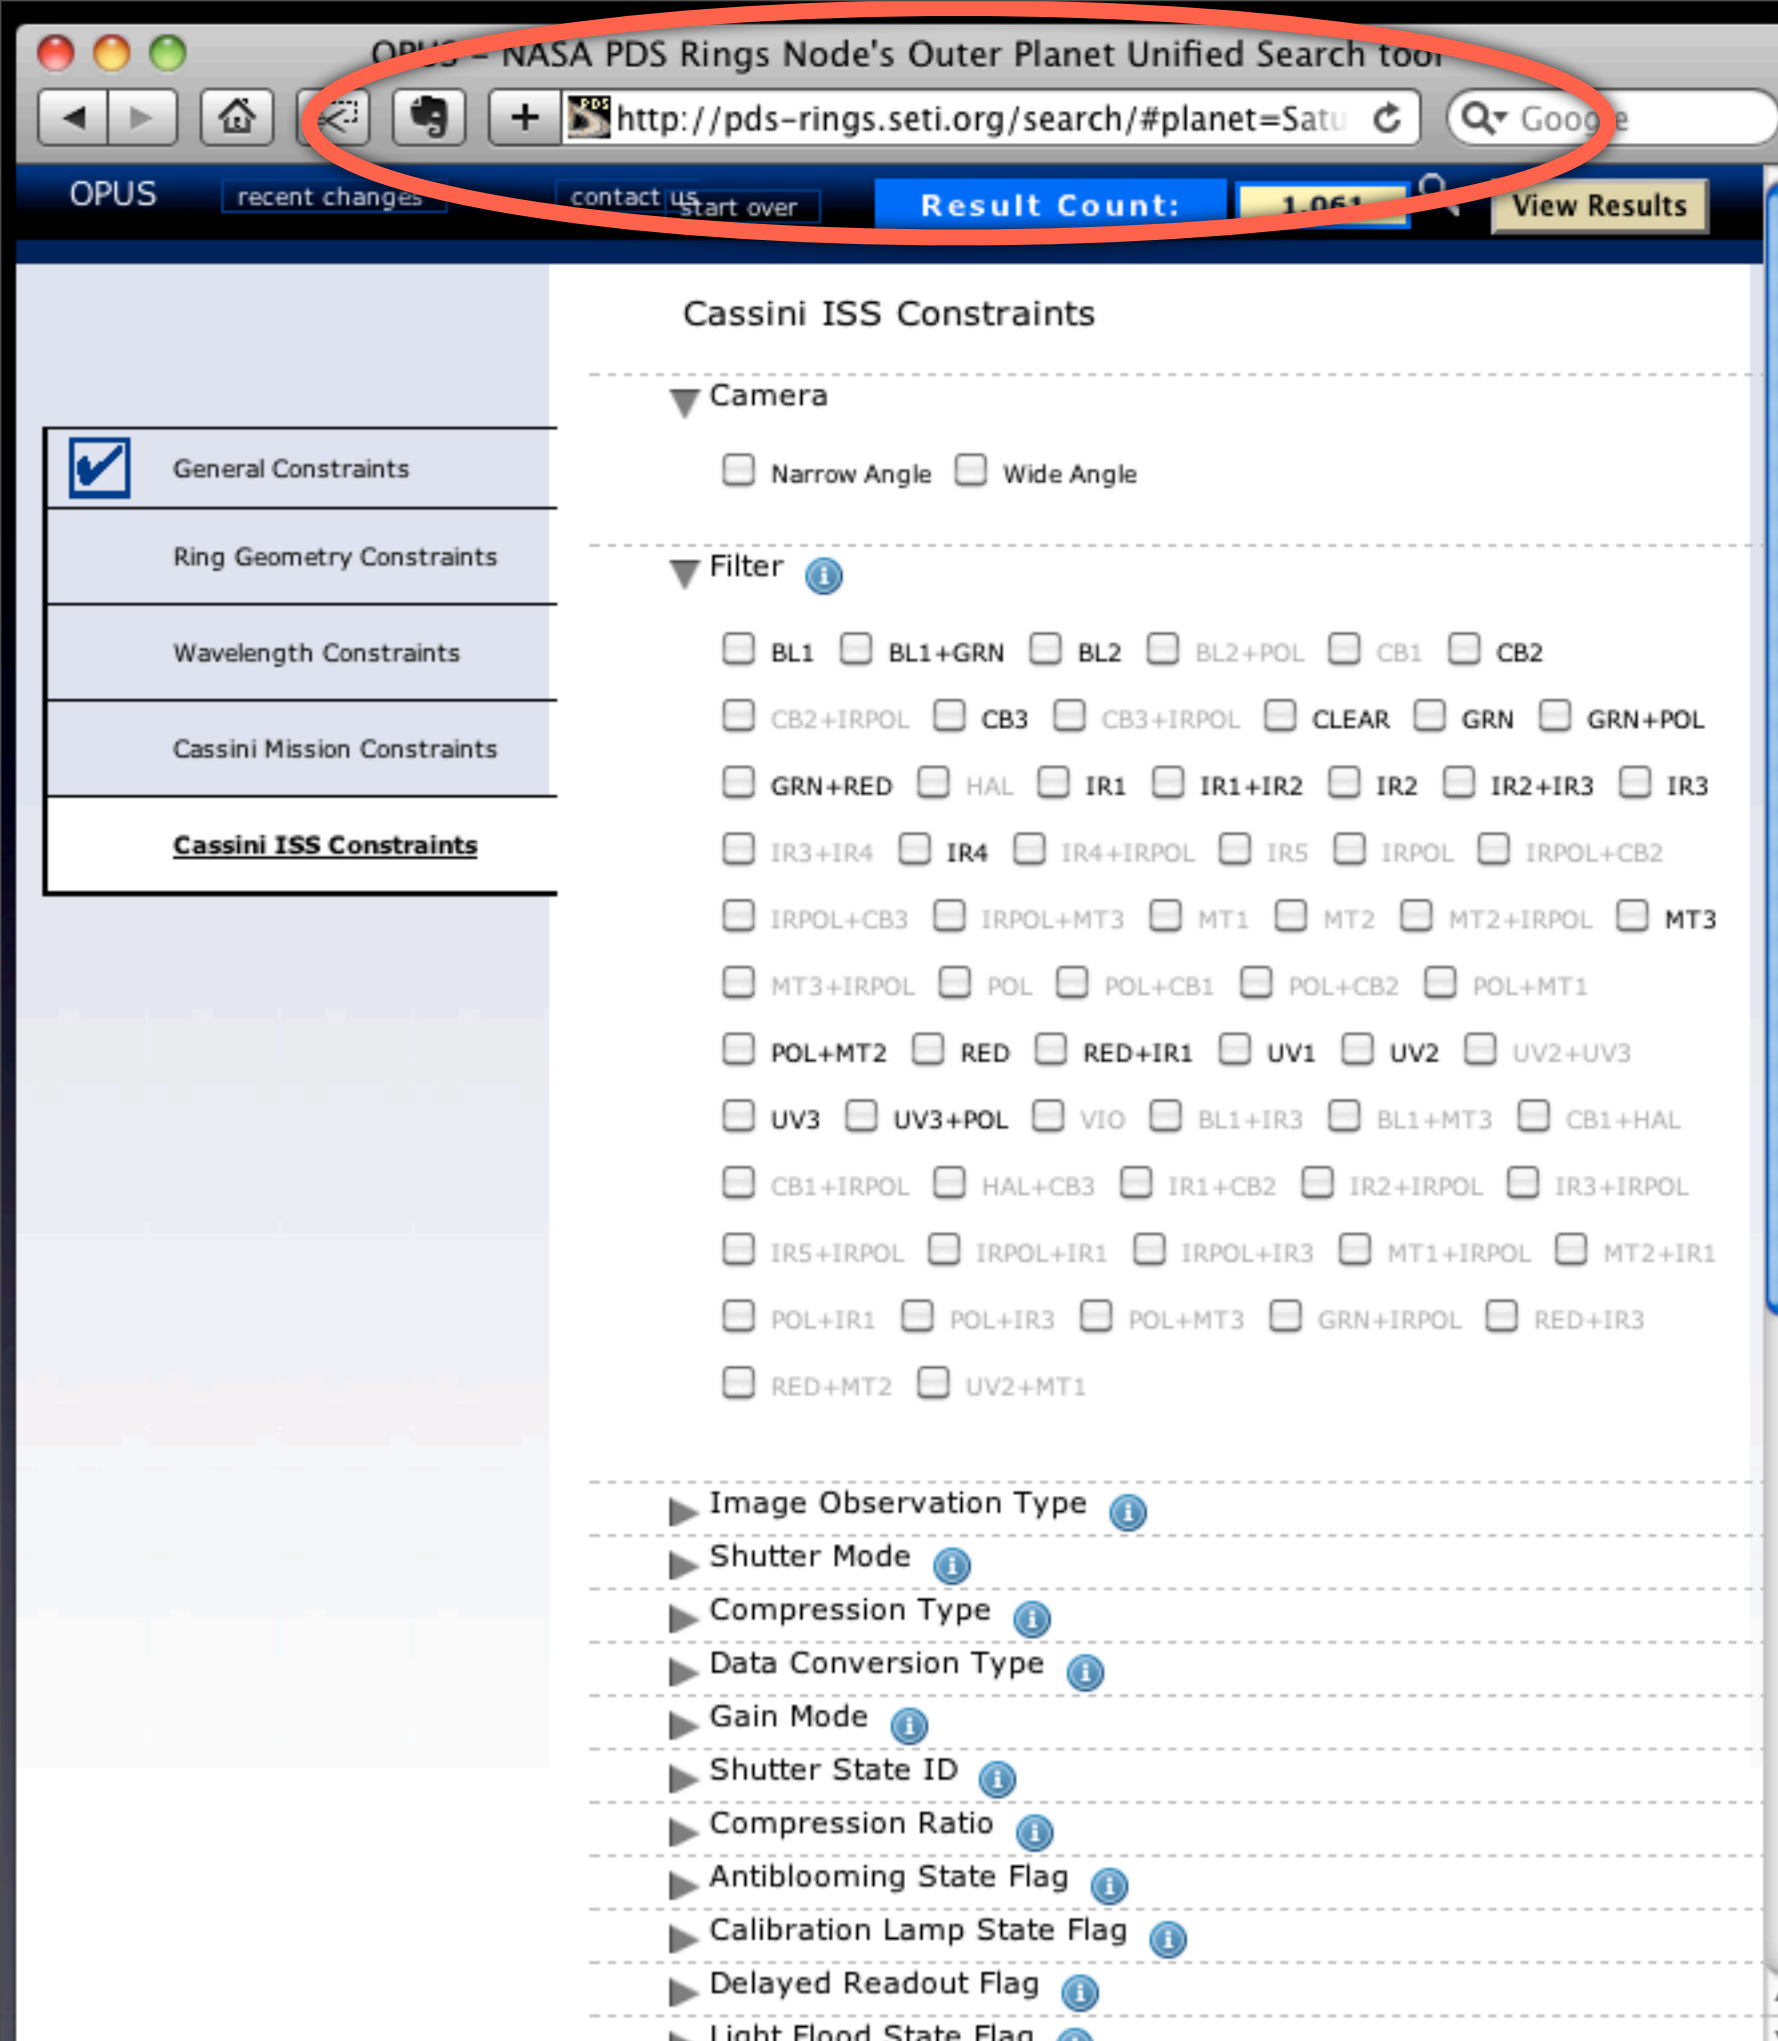 OPUS – NASA PDS Rings Node's Outer Planet Unified Search tool
http://pds-rings.seti.org/search/#planet=Satu
Google
OPUS recent changes contact us start over Result Count: 1,061 View Results
Cassini ISS Constraints
Camera
Narrow Angle Wide Angle
General Constraints
Ring Geometry Constraints
Wavelength Constraints
Cassini Mission Constraints
Cassini ISS Constraints
Filter
BL1 BL1+GRN BL2 BL2+POL CB1 CB2
CB2+IRPOL CB3 CB3+IRPOL CLEAR GRN GRN+POL
GRN+RED HAL IR1 IR1+IR2 IR2 IR2+IR3 IR3
IR3+IR4 IR4 IR4+IRPOL IR5 IRPOL IRPOL+CB2
IRPOL+CB3 IRPOL+MT3 MT1 MT2 MT2+IRPOL MT3
MT3+IRPOL POL POL+CB1 POL+CB2 POL+MT1
POL+MT2 RED RED+IR1 UV1 UV2 UV2+UV3
UV3 UV3+POL VIO BL1+IR3 BL1+MT3 CB1+HAL
CB1+IRPOL HAL+CB3 IR1+CB2 IR2+IRPOL IR3+IRPOL
IR5+IRPOL IRPOL+IR1 IRPOL+IR3 MT1+IRPOL MT2+IR1
POL+IR1 POL+IR3 POL+MT3 GRN+IRPOL RED+IR3
RED+MT2 UV2+MT1
Image Observation Type
Shutter Mode
Compression Type
Data Conversion Type
Gain Mode
Shutter State ID
Compression Ratio
Antiblooming State Flag
Calibration Lamp State Flag
Delayed Readout Flag
Light Flood State Flag